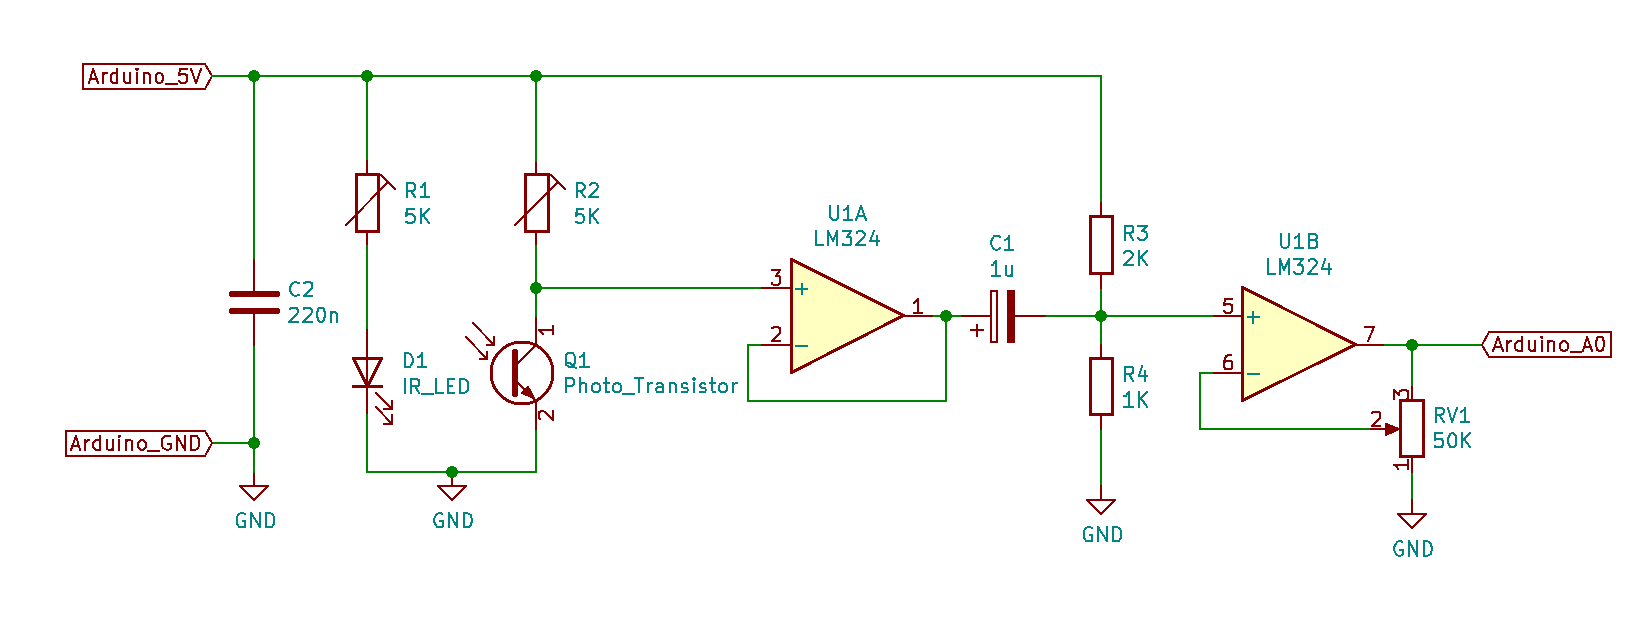 Arduino_5V
R1
5K
R2
5K
U1A
LM324
C1
1u
R3
2K
U1B
LM324
C2
220n
3
+
2
−
1
+
5
+
6
−
7
Arduino_A0
D1
IR_LED
1
Q1
Photo_Transistor
2
R4
1K
3
2
RV1
50K
1
Arduino_GND
GND
GND
GND
GND